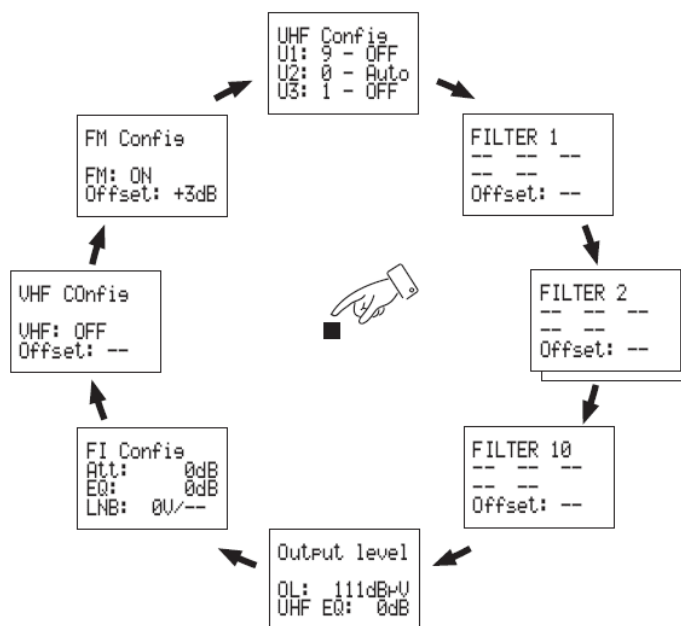 UHF Config
U1: 9 - OFF
U2: 0 - Auto
U3: 1 - OFF
FILTER 1
-- -- --
-- --
Offset: --
FILTER 2
-- -- --
-- --
Offset: --
FILTER 10
-- -- --
-- --
Offset: --
Output level
OL: 111dBµV
UHF EQ: 0dB
FI Config
Att: 0dB
EQ: 0dB
LNB: 0V/--
VHF COnfig
VHF: OFF
Offset: --
FM Config
FM: ON
Offset: +3dB